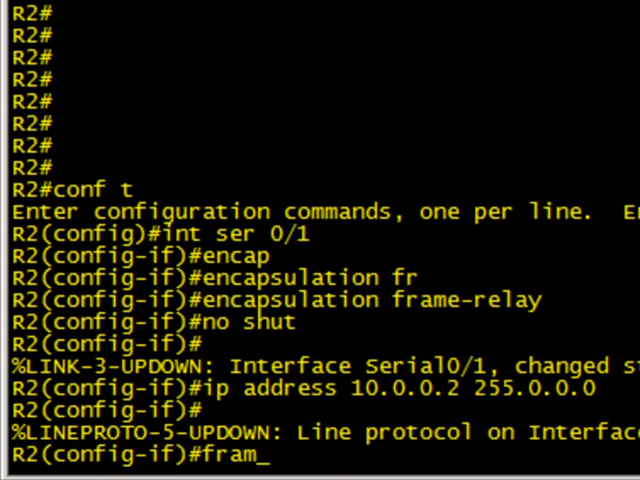 R2#
R2#
R2#
R2#
R2#
R2#
R2#
R2#
R2#conf t
Enter configuration commands, one per line.
R2(config)#int ser 0/1
R2(config-if)#encap
R2(config-if)#encapsulation fr
R2(config-if)#encapsulation frame-relay
R2(config-if)#no shut
R2(config-if)#
%LINK-3-UPDOWN: Interface Serial0/1, changed
R2(config-if)#ip address 10.0.0.2 255.0.0.0
R2(config-if)#
%LINEPROTO-5-UPDOWN: Line protocol on Interfac
R2(config-if)#fram_